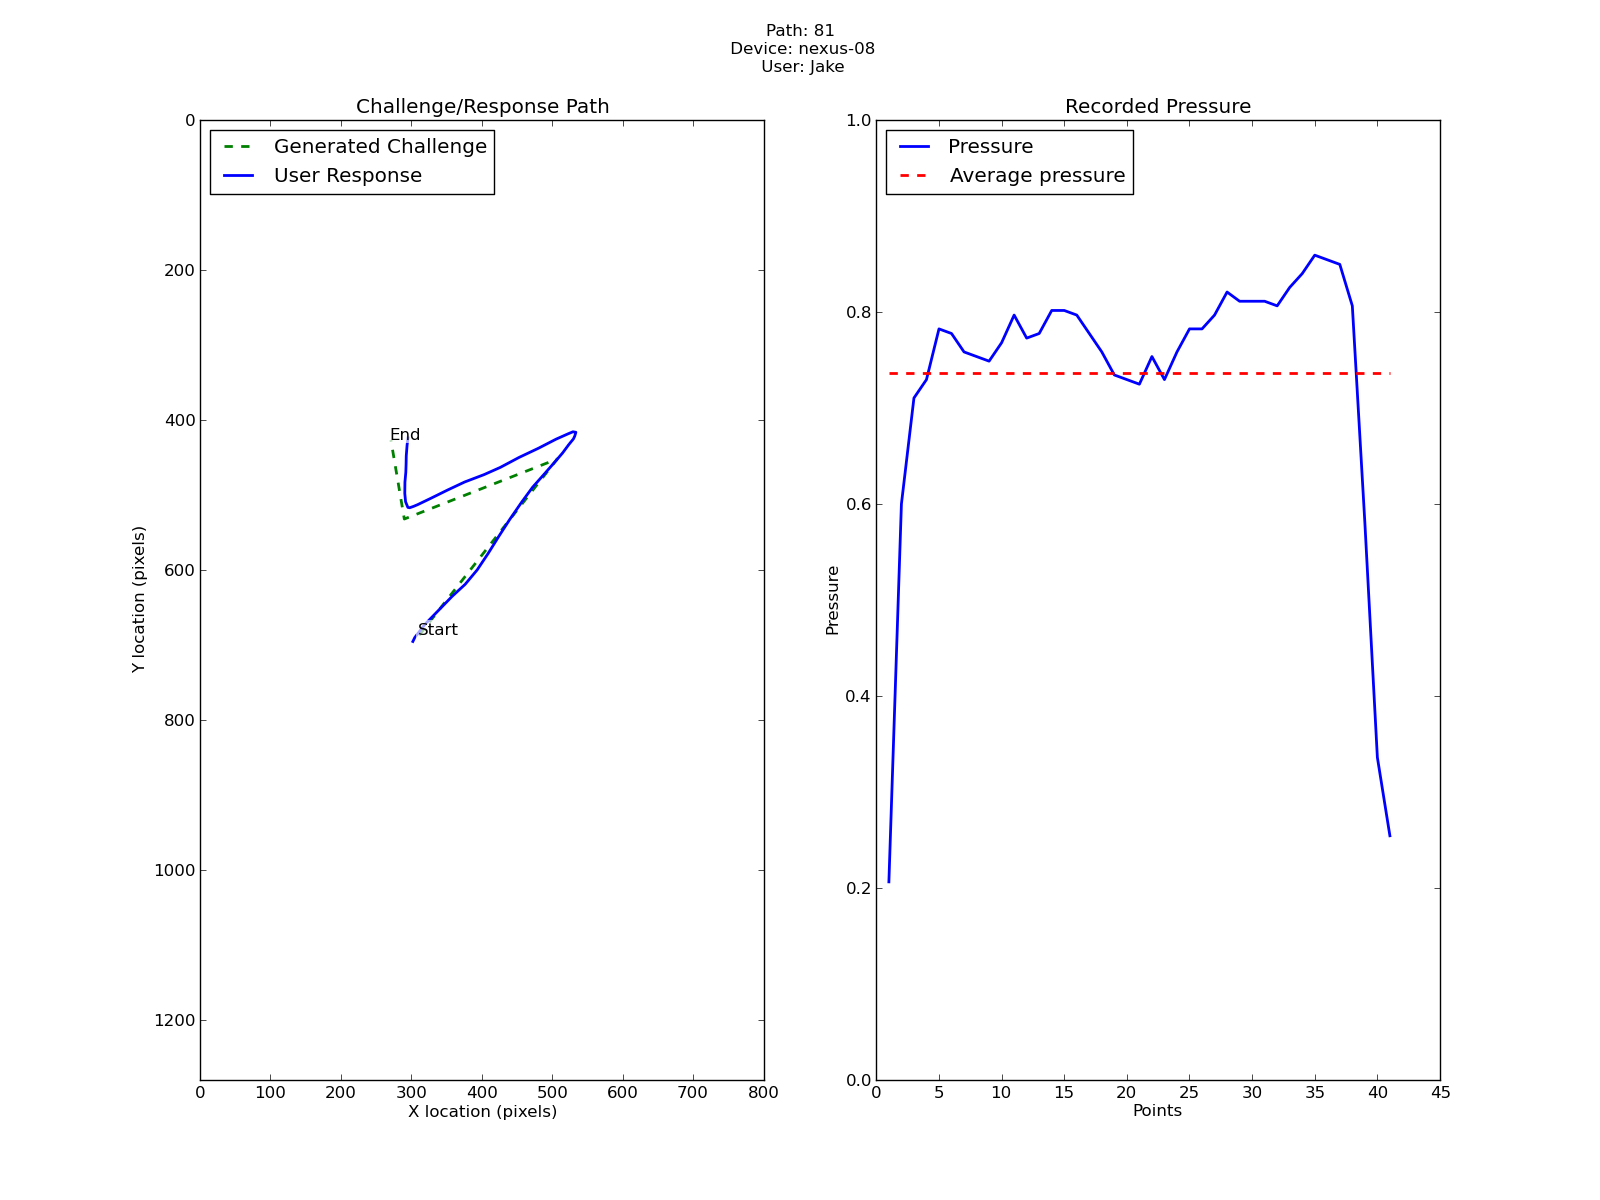 Path: 81
Device: nexus-08
User: Jake
Challenge/Response Path
Generated Challenge
User Response
0
200
400
600
800
1000
1200
Y location (pixels)
End
Start
0 100 200 300 400 500 600 700 800
X location (pixels)
Recorded Pressure
Pressure
Average pressure
1.0
0.8
0.6
0.4
0.2
0.0
Pressure
0 5 10 15 20 25 30 35 40 45
Points